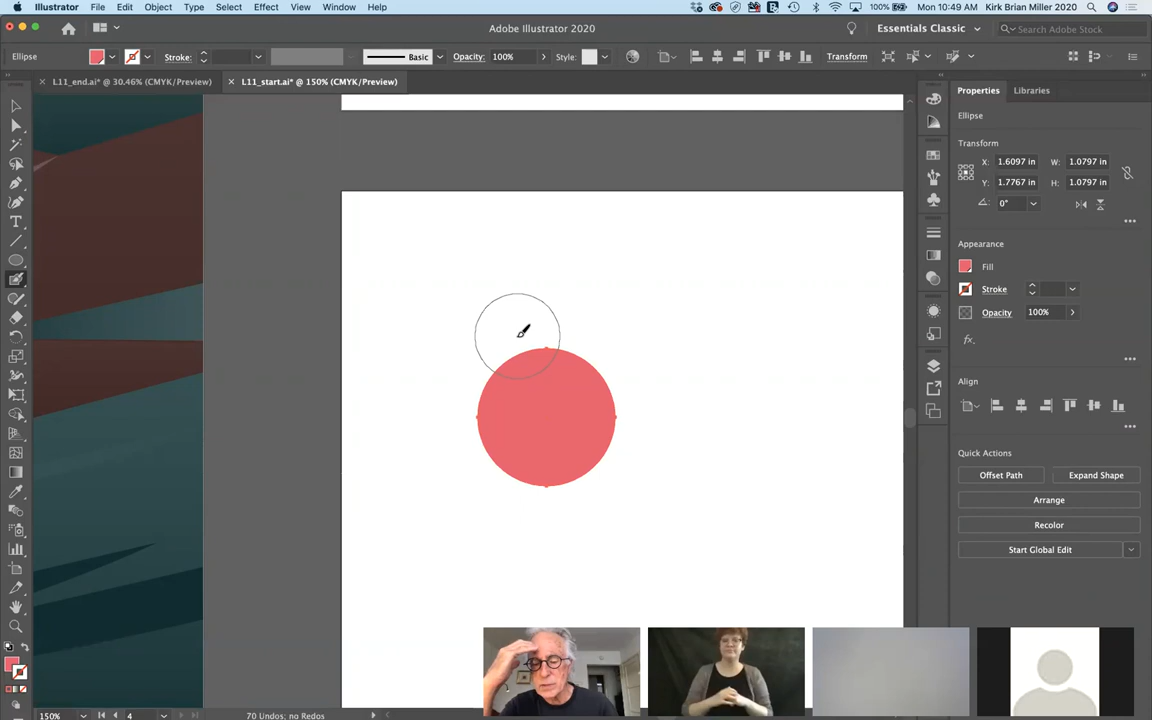 Illustrator File Edit Object Type Select Effect View Window Help 100% Mon 10:49 AM Kirk Brian Miller 2020
Adobe Illustrator 2020 Essentials Classic Search Adobe Stock
Ellipse Stroke: Basic Opacity: 100% Style: Transform
L11_end.ai* @ 30.46% (CMYK/Preview) L11_start.ai* @ 150% (CMYK/Preview)
Properties Libraries
Ellipse
Transform
X: 1.6097 in W: 1.0797 in
Y: 1.7767 in H: 1.0797 in
0°
Appearance
Fill
Stroke
Opacity 100%
fx.
Align
Quick Actions
Offset Path Expand Shape
Arrange
Recolor
Start Global Edit
150% 4 70 Undos; no Redos